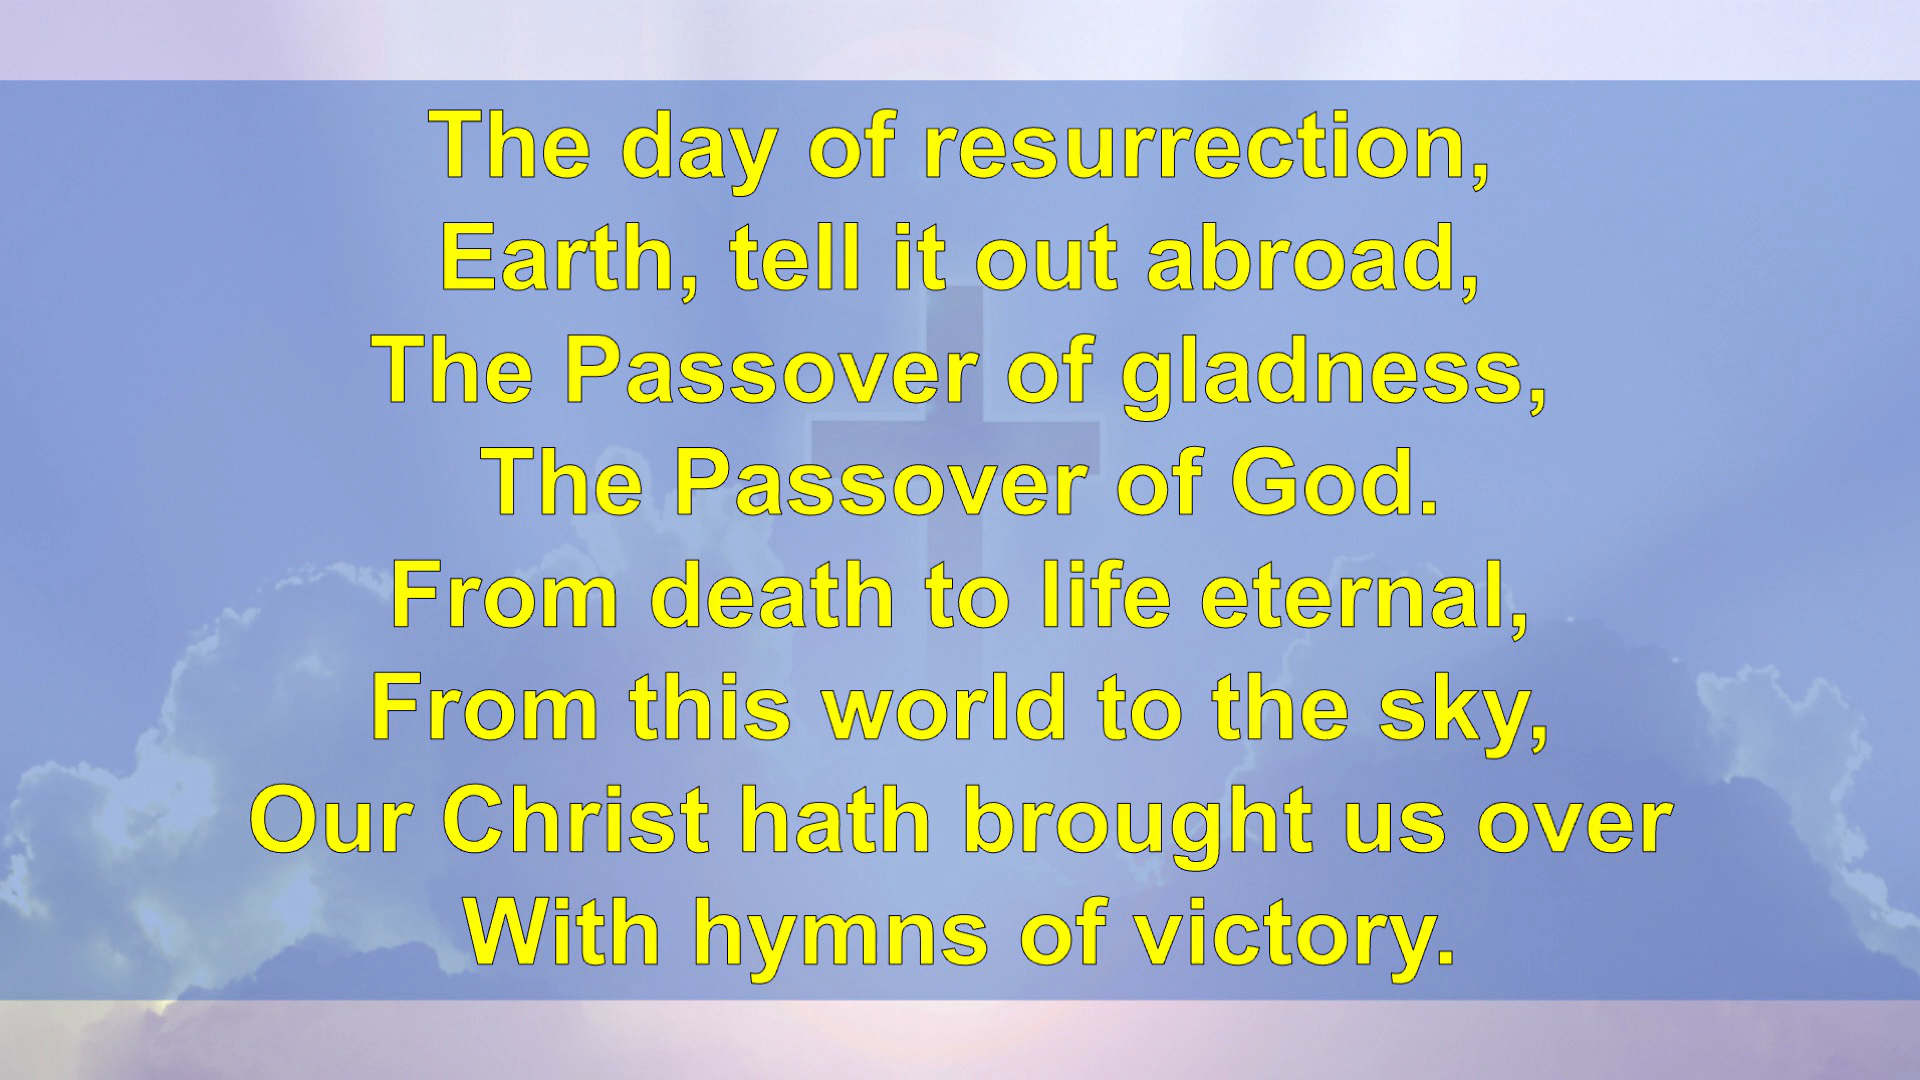 The day of resurrection,
Earth, tell it out abroad,
The Passover of gladness,
The Passover of God.
From death to life eternal,
From this world to the sky,
Our Christ hath brought us over
With hymns of victory.